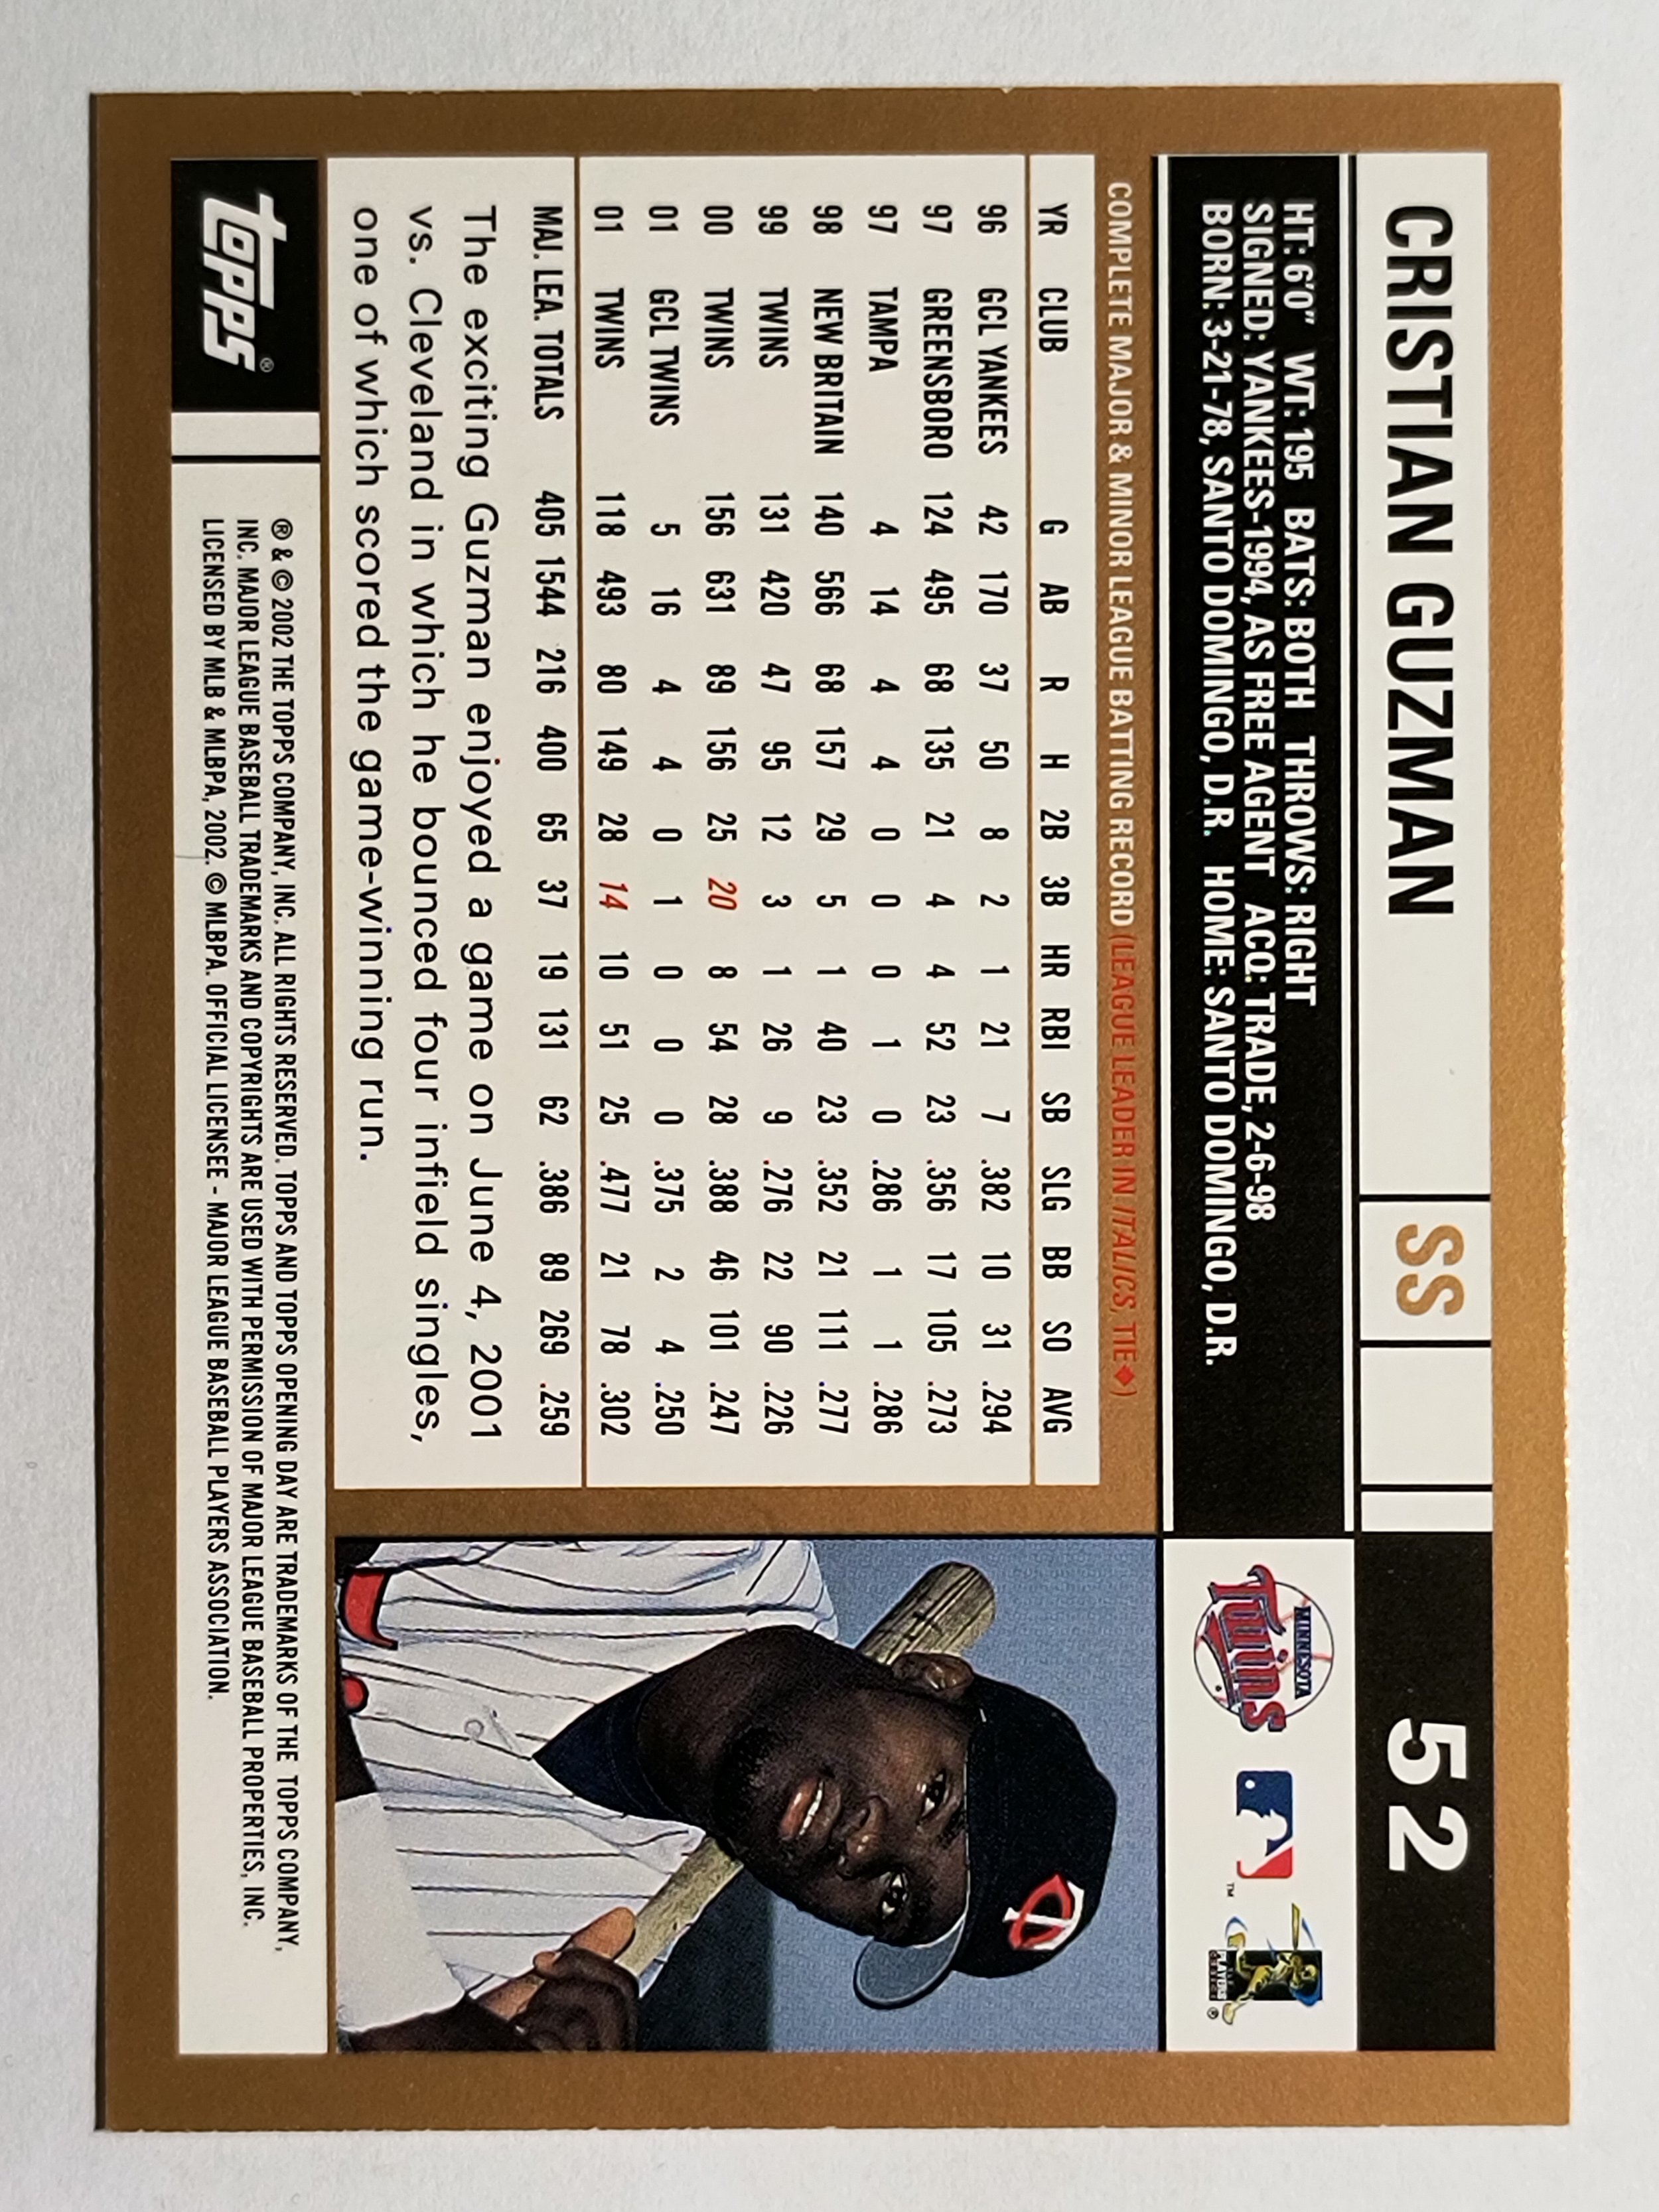 CRISTIAN GUZMAN SS 52
HT: 6'0" WT: 195 BATS: BOTH THROWS: RIGHT
SIGNED: YANKEES-1994, AS FREE AGENT ACQ: TRADE, 2-6-98
BORN: 3-21-78, SANTO DOMINGO, D.R. HOME: SANTO DOMINGO, D.R.
MINNESOTA
Twins
™
PLAYERS
®
COMPLETE MAJOR & MINOR LEAGUE BATTING RECORD (LEAGUE LEADER IN ITALICS, TIE♦)
YR CLUB G AB R H 2B 3B HR RBI SB SLG BB SO AVG
96 GCL YANKEES 42 170 37 50 8 2 1 21 7 .382 10 31 .294
97 GREENSBORO 124 495 68 135 21 4 4 52 23 .356 17 105 .273
97 TAMPA 4 14 4 4 0 0 0 1 0 .286 1 1 .286
98 NEW BRITAIN 140 566 68 157 29 5 1 40 23 .352 21 111 .277
99 TWINS 131 420 47 95 12 3 1 26 9 .276 22 90 .226
00 TWINS 156 631 89 156 25 20 8 54 28 .388 46 101 .247
01 GCL TWINS 5 16 4 4 0 1 0 0 0 .375 2 4 .250
01 TWINS 118 493 80 149 28 14 10 51 25 .477 21 78 .302
MAJ. LEA. TOTALS 405 1544 216 400 65 37 19 131 62 .386 89 269 .259
The exciting Guzman enjoyed a game on June 4, 2001
vs. Cleveland in which he bounced four infield singles,
one of which scored the game-winning run.
topps®
® & © 2002 THE TOPPS COMPANY, INC. ALL RIGHTS RESERVED. TOPPS AND TOPPS OPENING DAY ARE TRADEMARKS OF THE TOPPS COMPANY,
INC. MAJOR LEAGUE BASEBALL TRADEMARKS AND COPYRIGHTS ARE USED WITH PERMISSION OF MAJOR LEAGUE BASEBALL PROPERTIES, INC.
LICENSED BY MLB & MLBPA, 2002. © MLBPA. OFFICIAL LICENSEE - MAJOR LEAGUE BASEBALL PLAYERS ASSOCIATION.